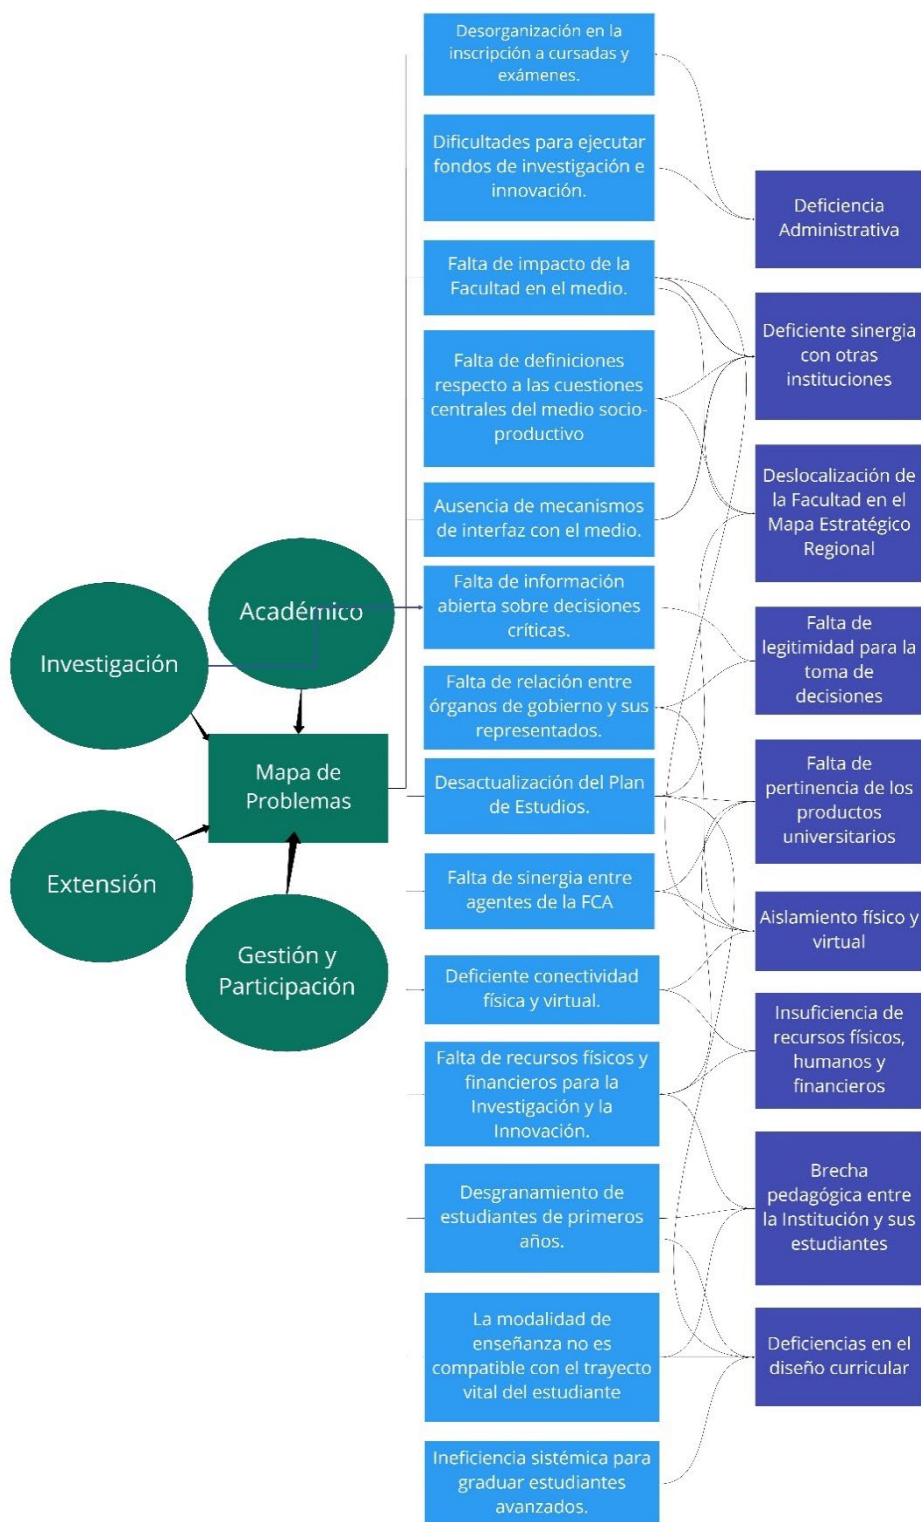 Investigación
Académico
Mapa de
Problemas
Extensión
Gestión y
Participación
Desorganización en la
inscripción a cursadas y
exámenes.
Dificultades para ejecutar
fondos de investigación e
innovación.
Falta de impacto de la
Facultad en el medio.
Falta de definiciones
respecto a las cuestiones
centrales del medio socio-
productivo
Ausencia de mecanismos
de interfaz con el medio.
Falta de información
abierta sobre decisiones
críticas.
Falta de relación entre
órganos de gobierno y sus
representados.
Desactualización del Plan
de Estudios.
Falta de sinergia entre
agentes de la FCA
Deficiente conectividad
física y virtual.
Falta de recursos físicos y
financieros para la
Investigación y la
Innovación.
Desgranamiento de
estudiantes de primeros
años.
La modalidad de
enseñanza no es
compatible con el trayecto
vital del estudiante
Ineficiencia sistémica para
graduar estudiantes
avanzados.
Deficiencia
Administrativa
Deficiente sinergia
con otras
instituciones
Deslocalización de
la Facultad en el
Mapa Estratégico
Regional
Falta de
legitimidad para la
toma de
decisiones
Falta de
pertinencia de los
productos
universitarios
Aislamiento físico y
virtual
Insuficiencia de
recursos físicos,
humanos y
financieros
Brecha
pedagógica entre
la Institución y sus
estudiantes
Deficiencias en el
diseño curricular